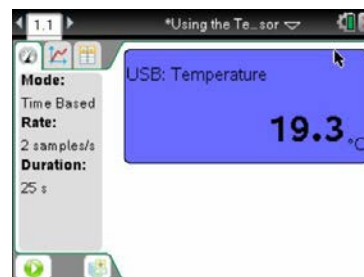 1.1
*Using the Te…sor
Mode:
Time Based
Rate:
2 samples/s
Duration:
25 s
USB: Temperature
19.3 °C